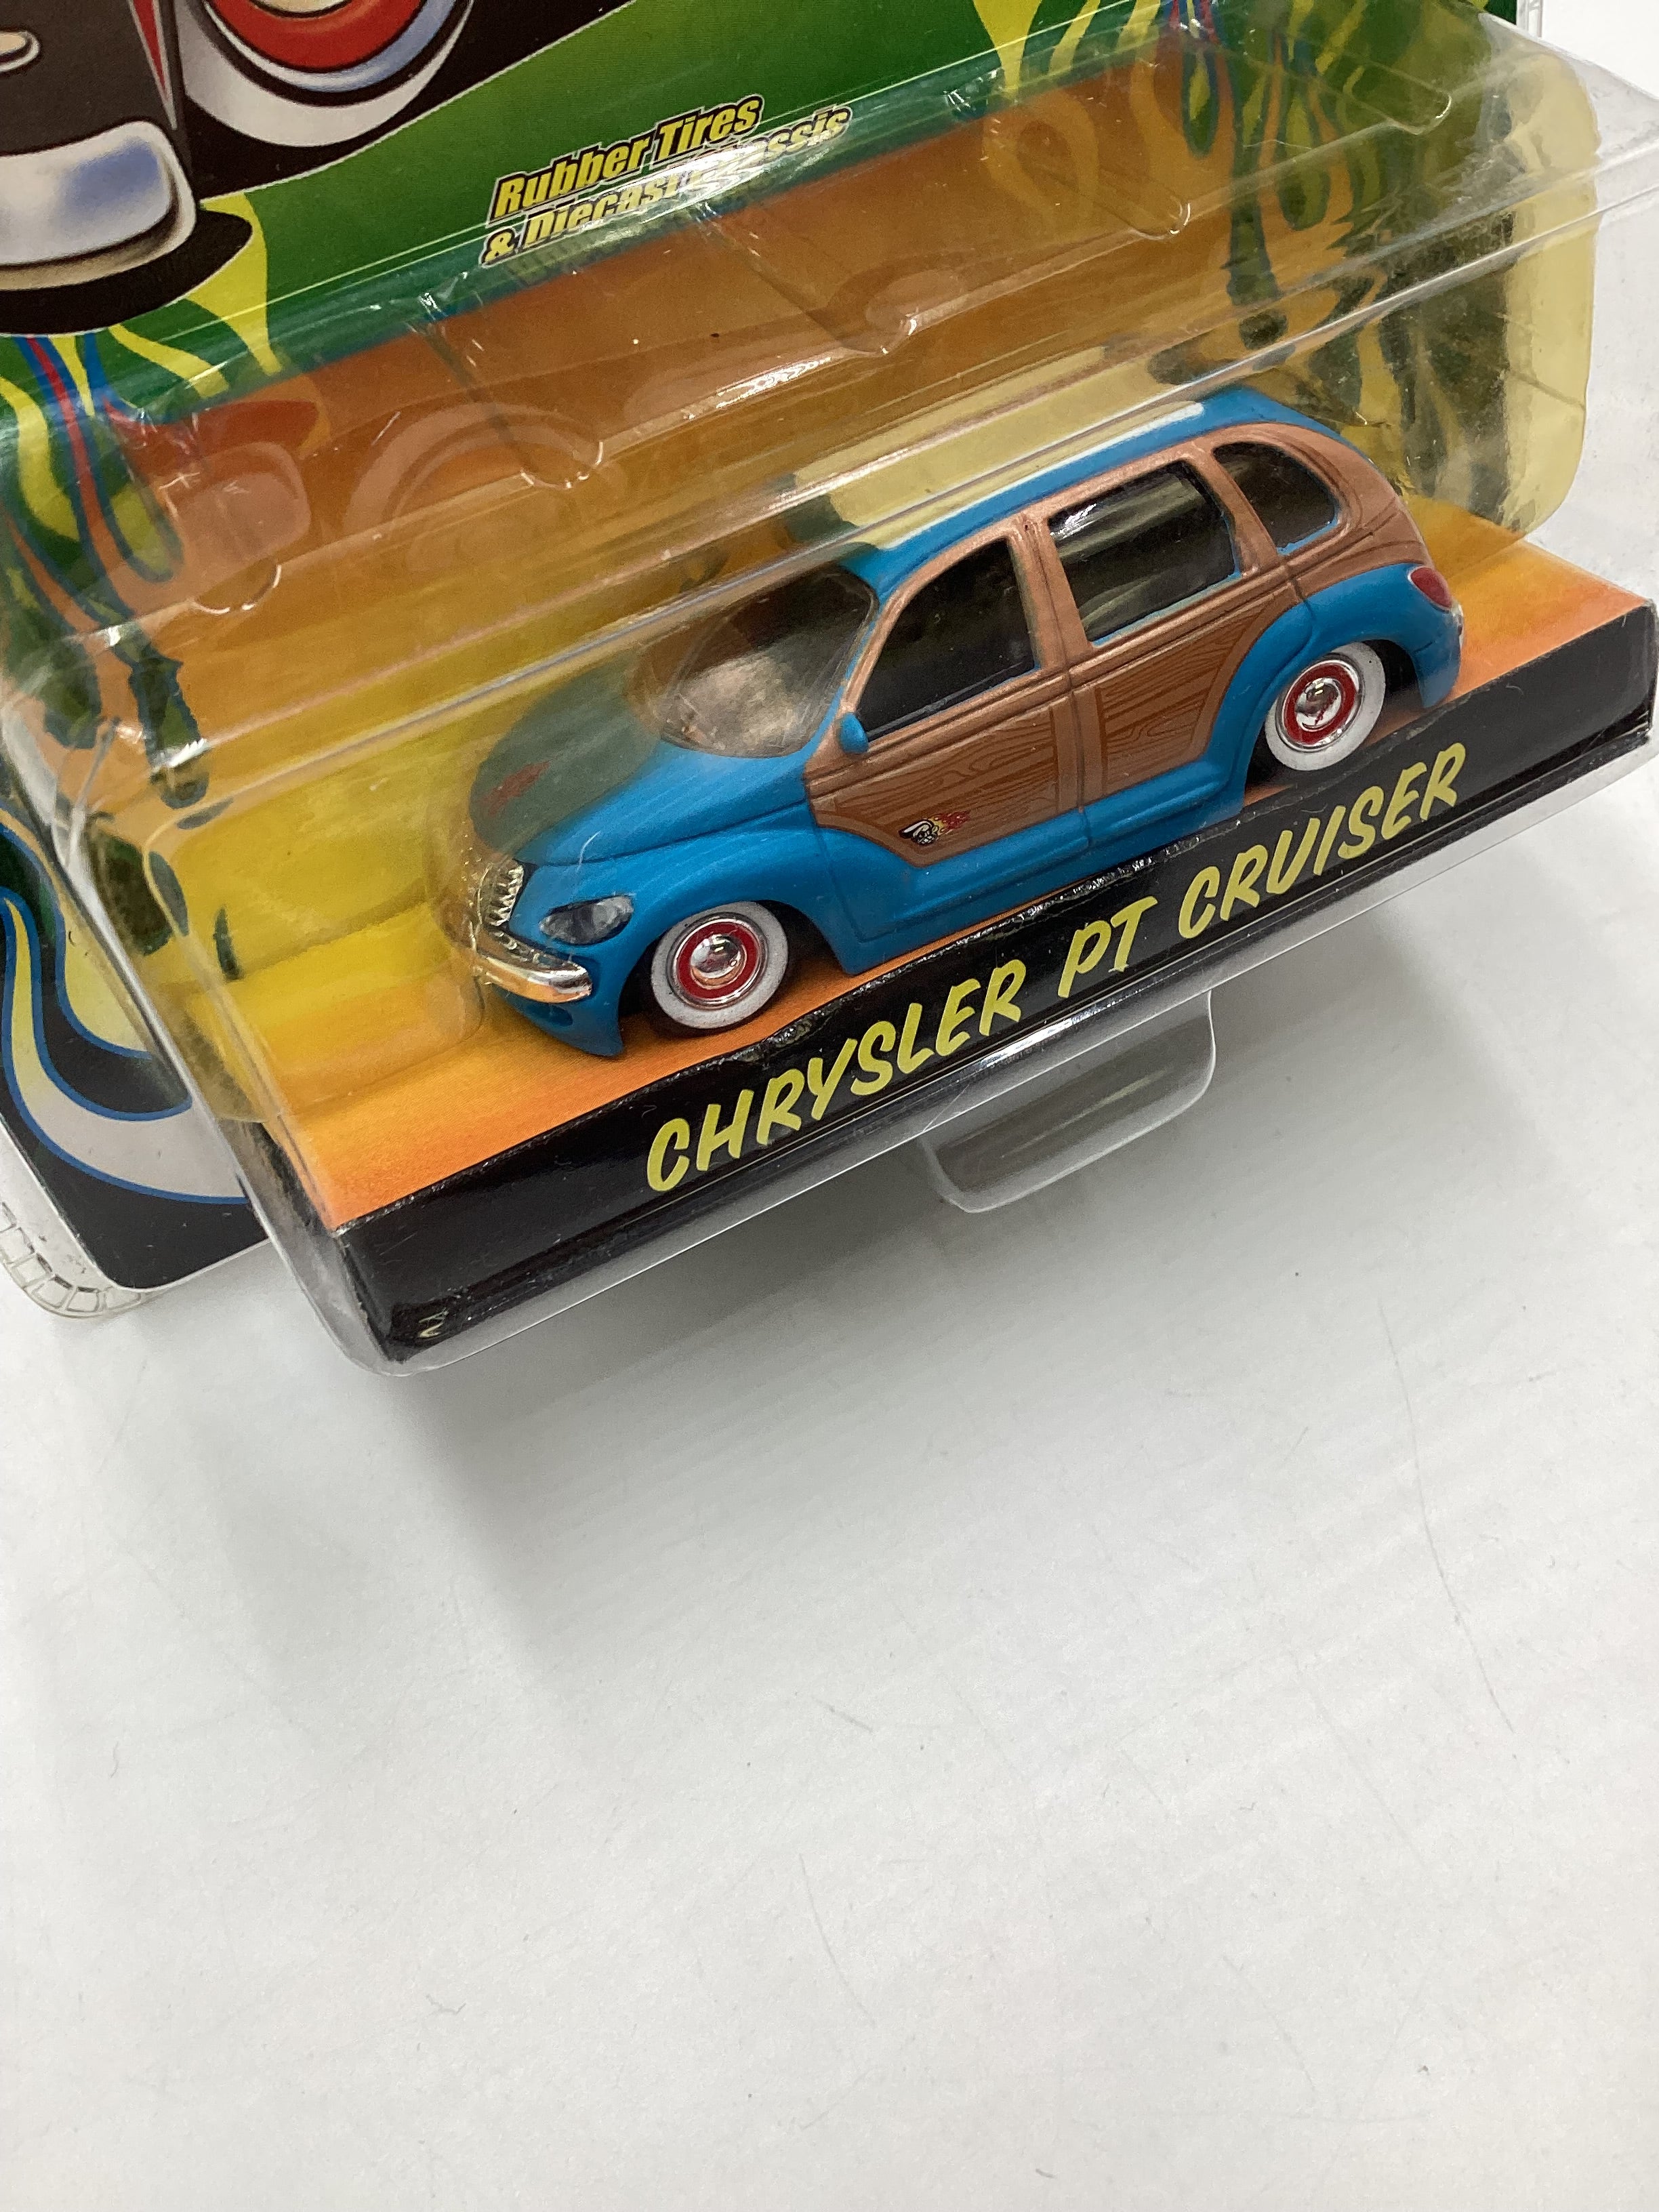 Rubber Tires
& Diecast Chassis
CHRYSLER PT CRUISER